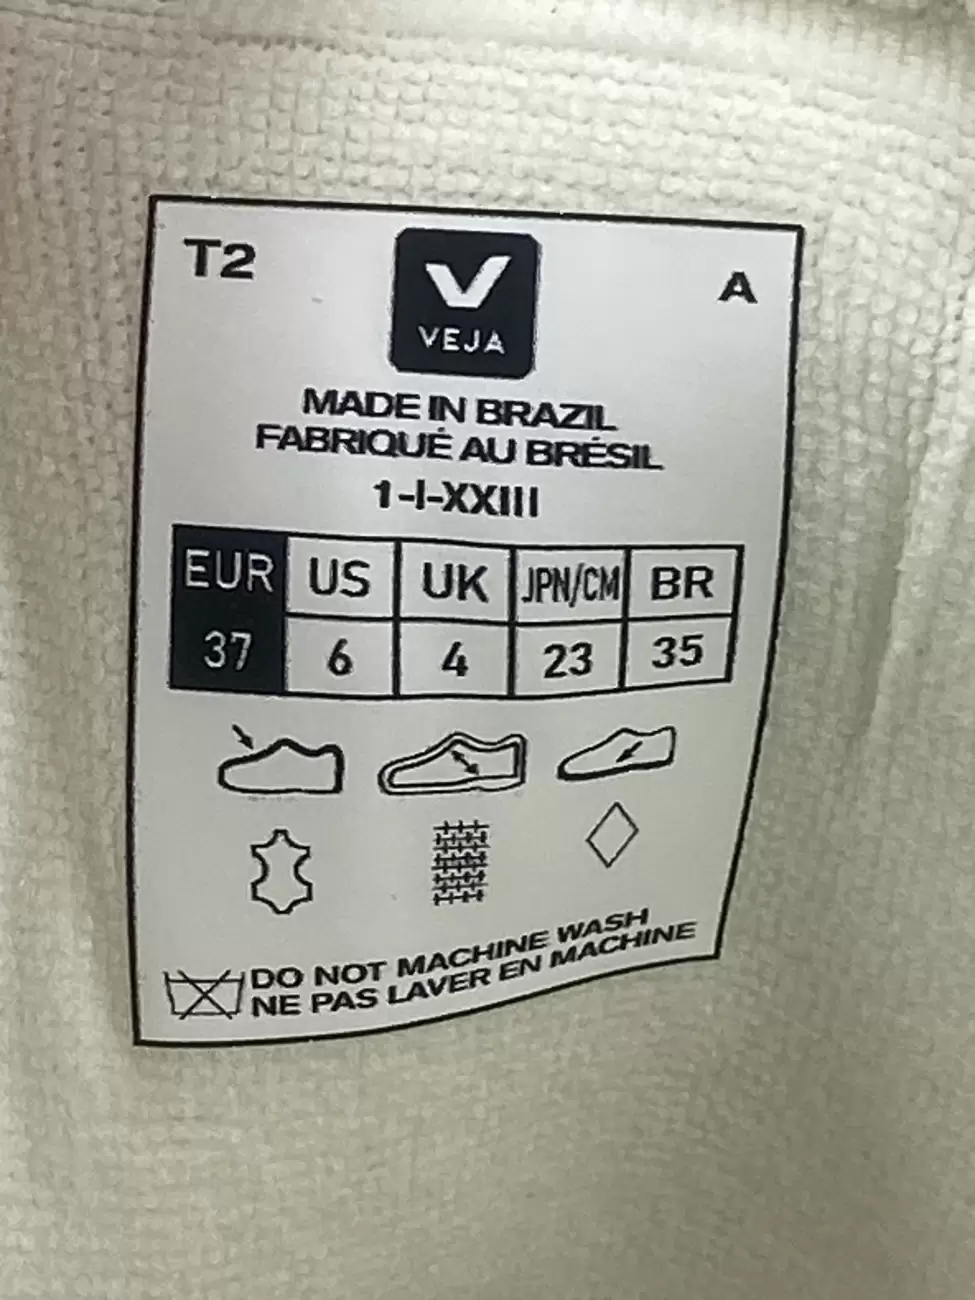 T2
VEJA
A
MADE IN BRAZIL
FABRIQUÉ AU BRÉSIL
1-I-XXIII
EUR US UK JPN/CM BR
37 6 4 23 35
DO NOT MACHINE WASH
NE PAS LAVER EN MACHINE